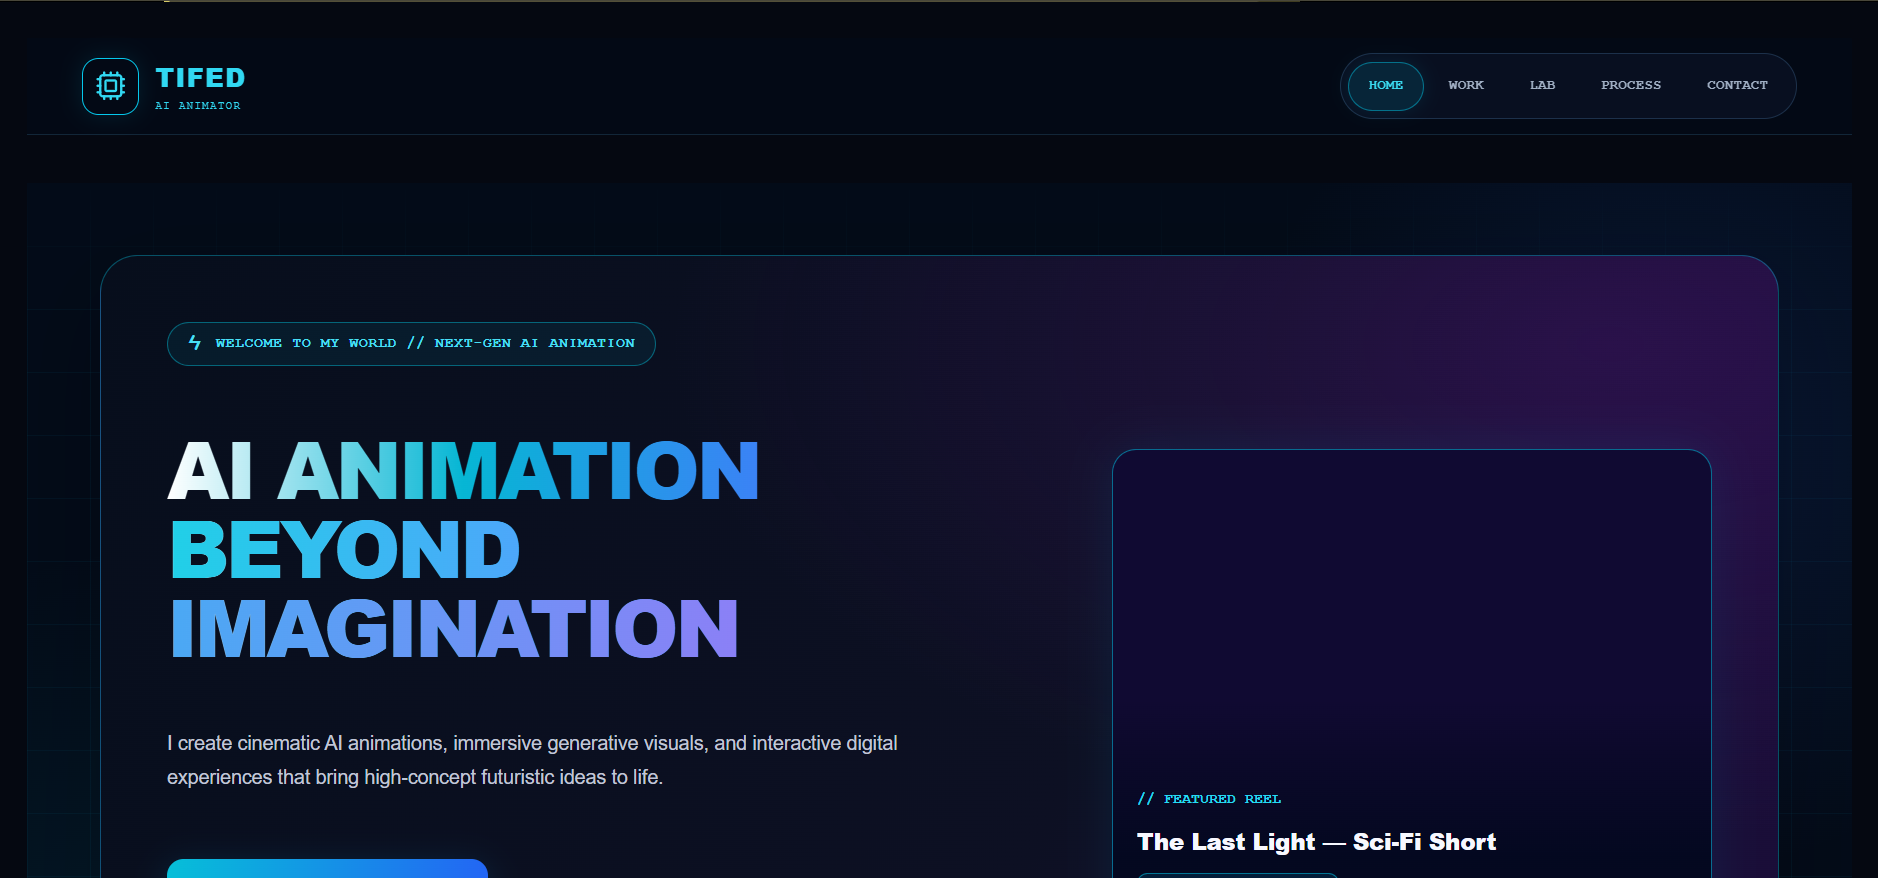 TIFED
AI ANIMATOR
HOME
WORK
LAB
PROCESS
CONTACT
WELCOME TO MY WORLD // NEXT-GEN AI ANIMATION
AI ANIMATION
BEYOND
IMAGINATION
I create cinematic AI animations, immersive generative visuals, and interactive digital
experiences that bring high-concept futuristic ideas to life.
// FEATURED REEL
The Last Light — Sci-Fi Short